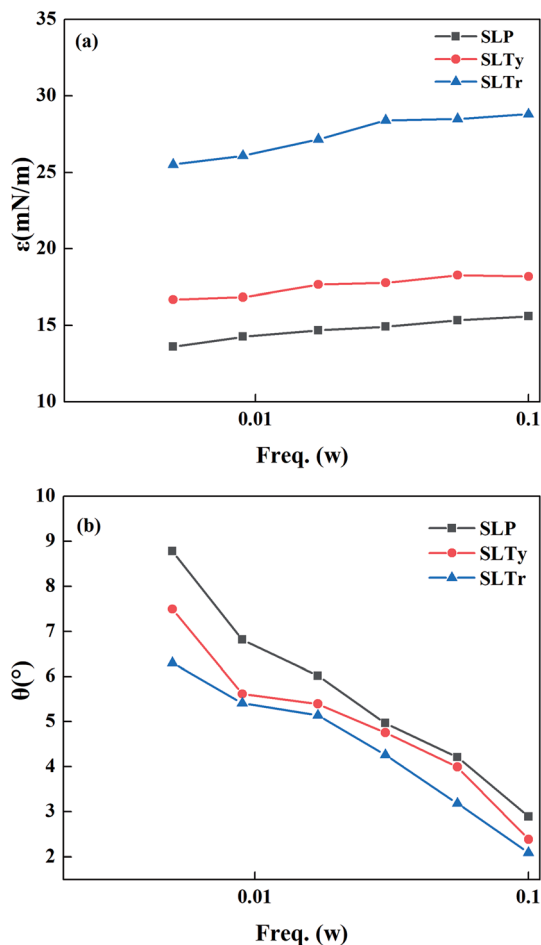 (a)
SLP
SLTy
SLTr
35
30
25
20
15
10
ε(mN/m)
0.01
0.1
Freq. (w)
(b)
SLP
SLTy
SLTr
10
9
8
7
6
5
4
3
2
θ(°)
0.01
0.1
Freq. (w)